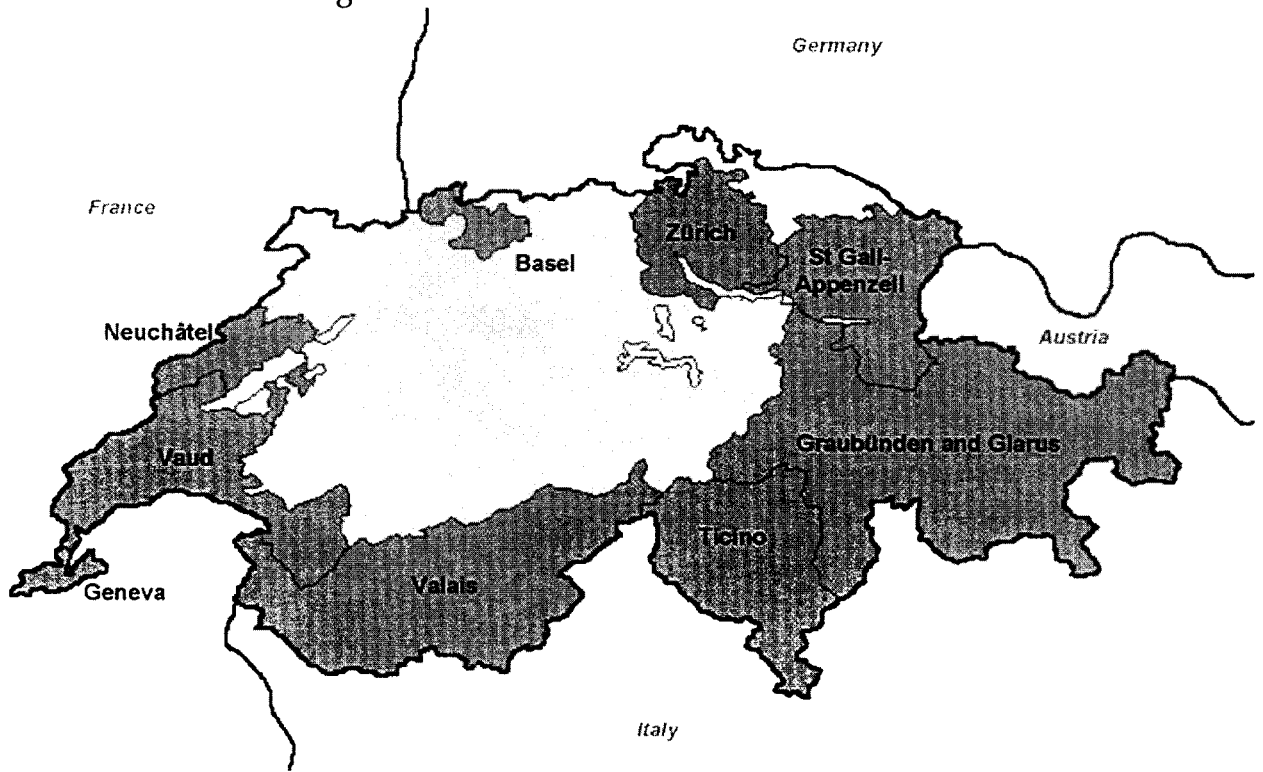 Germany
France
Zürich
St Gall-
Appenzell
Basel
Neuchâtel
Austria
Graubünden and Glarus
Vaud
Ticino
Valais
Geneva
Italy